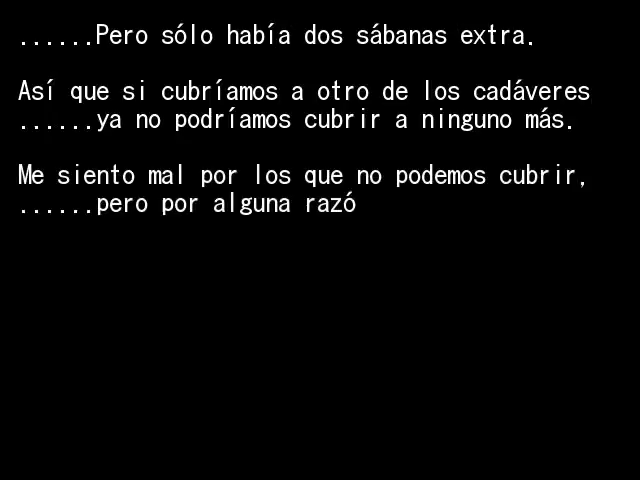 ......Pero sólo había dos sábanas extra.
Así que si cubríamos a otro de los cadáveres
......ya no podríamos cubrir a ninguno más.
Me siento mal por los que no podemos cubrir,
......pero por alguna razó